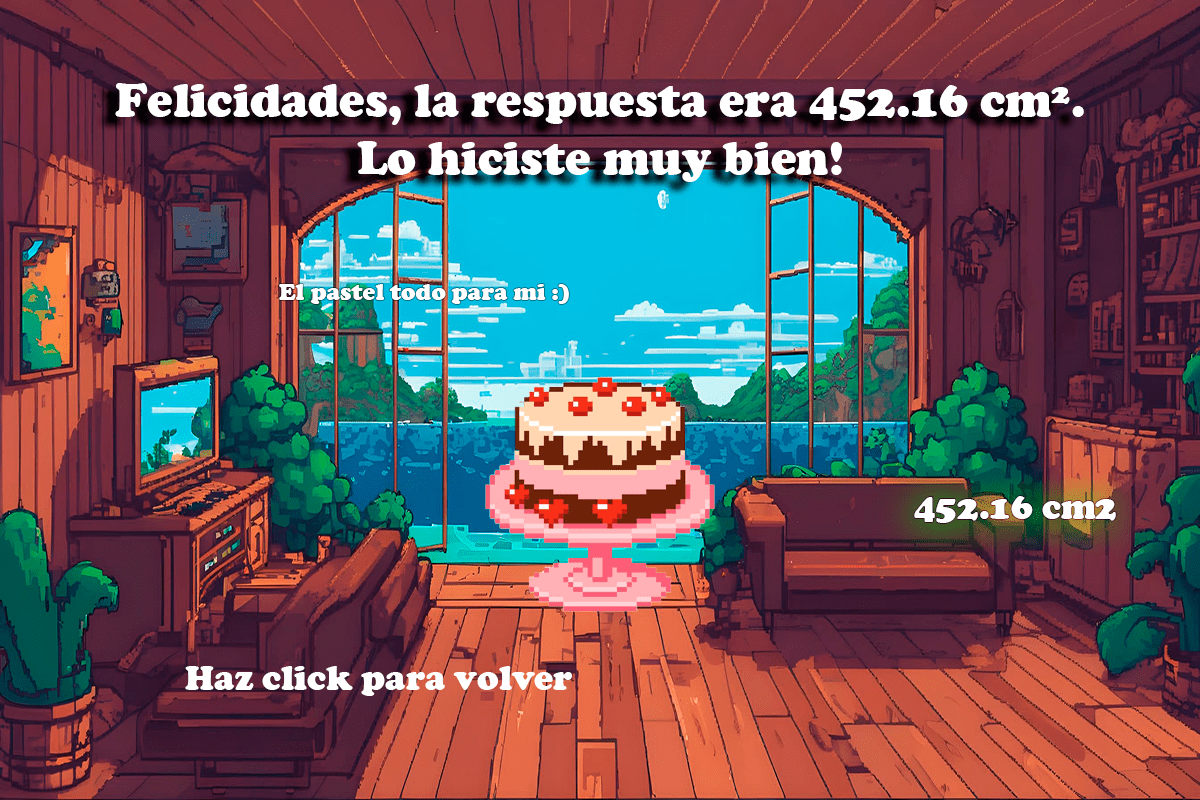 Felicidades, la respuesta era 452.16 cm².
Lo hiciste muy bien!
El pastel todo para mi :)
452.16 cm2
Haz click para volver